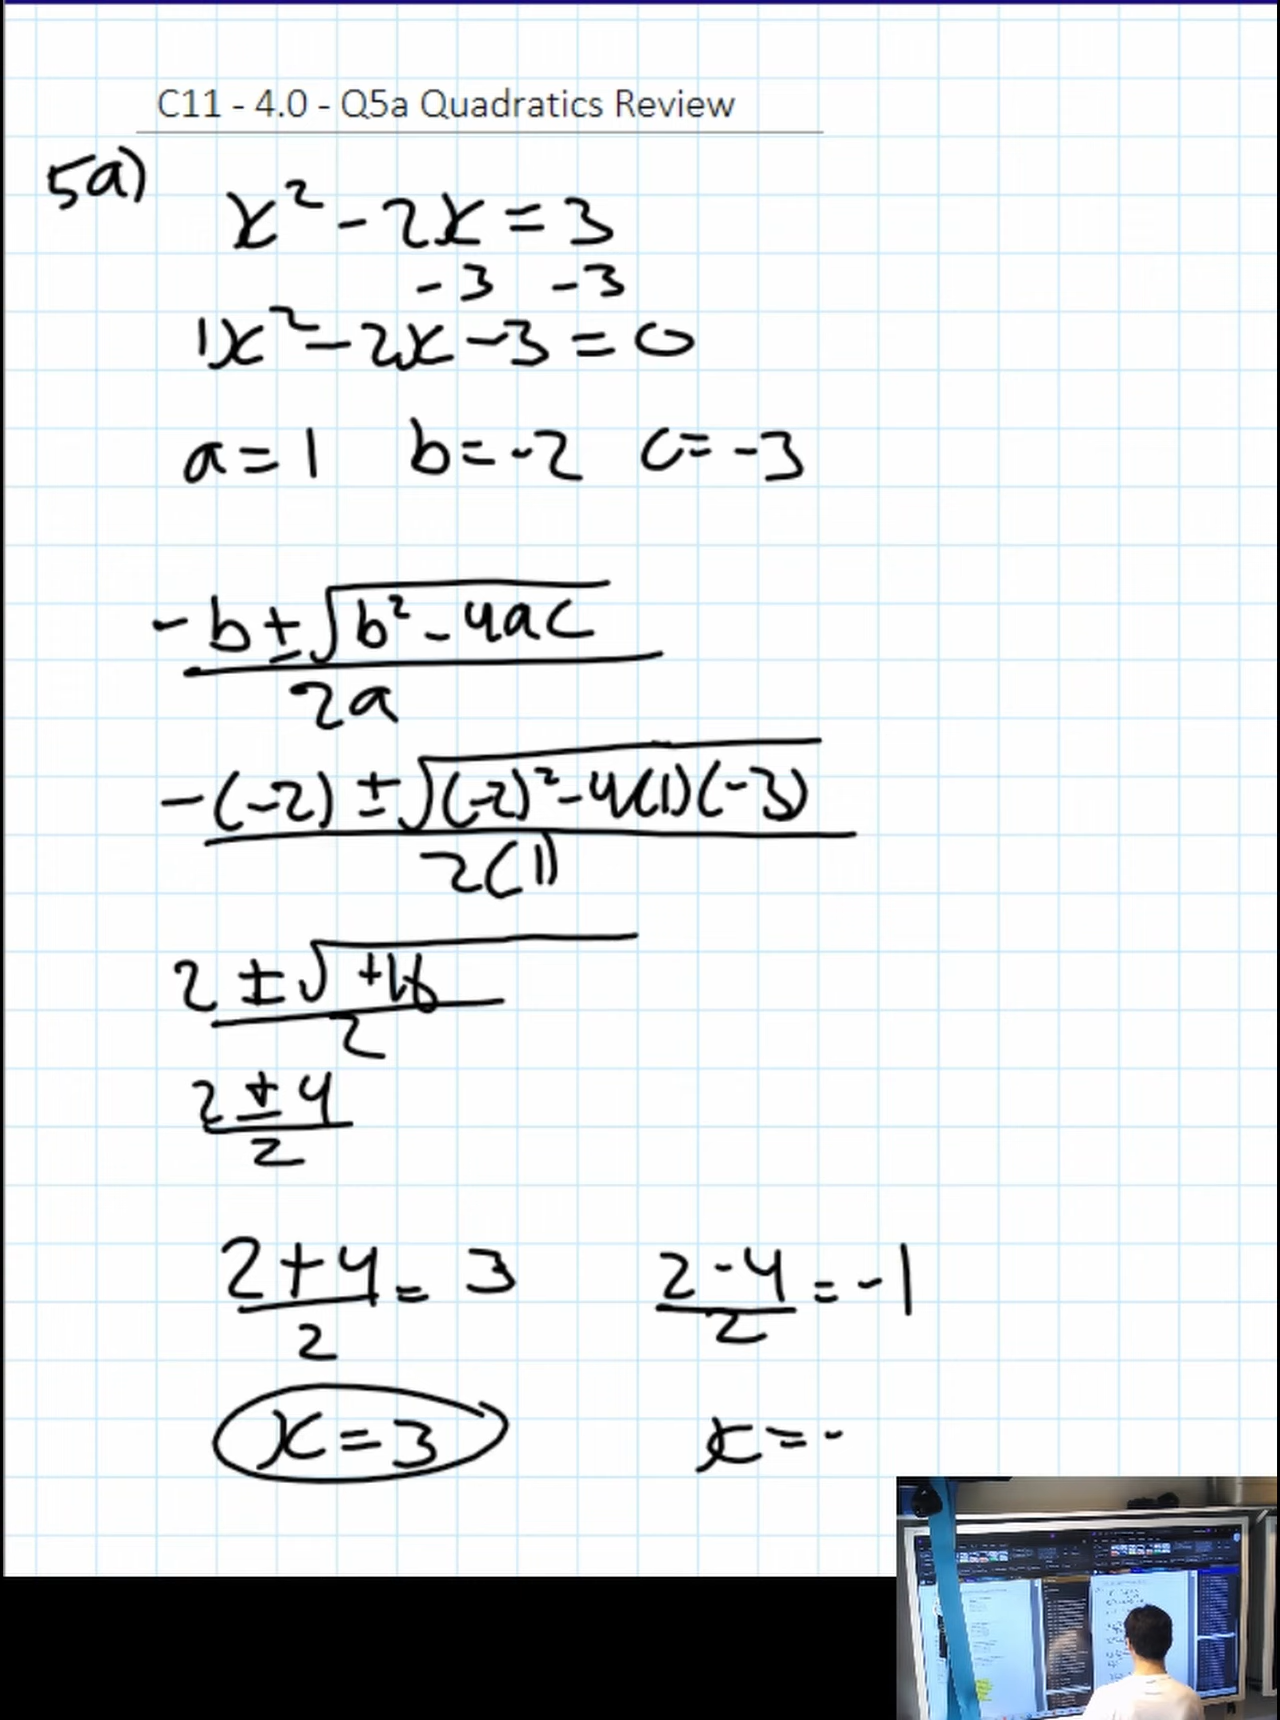 C11 - 4.0 - Q5a Quadratics Review
5a)
x² - 2x = 3
-3 -3
1x² - 2x - 3 = 0
a = 1 b = -2 c = -3
-b ± √b² - 4ac
2a
-(-2) ± √(-2)² - 4(1)(-3)
2(1)
2 ± √+16
2
2 ± 4
2
2 + 4 = 3 2 - 4 = -1
2 2
x = 3 x = -